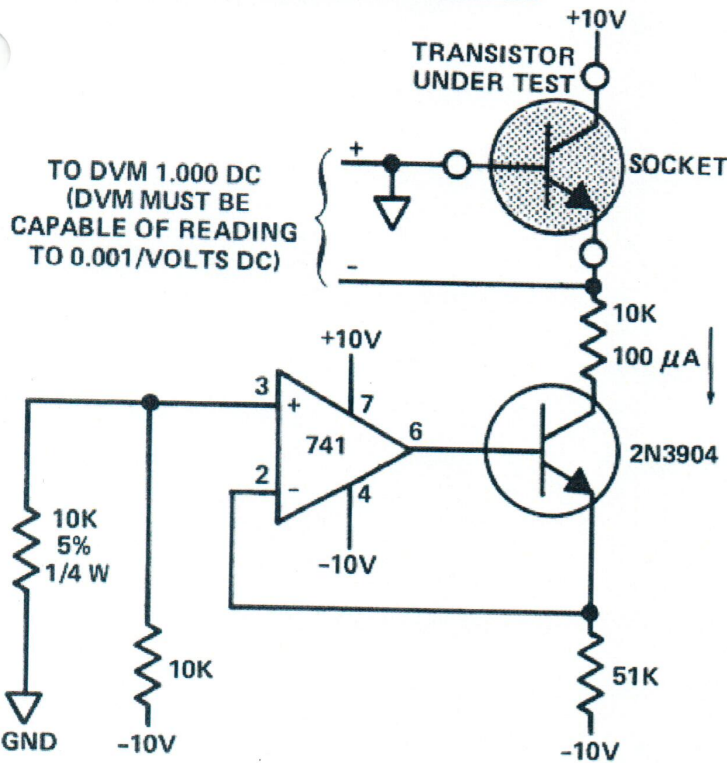 +10V
TRANSISTOR
UNDER TEST
SOCKET
+
TO DVM 1.000 DC
(DVM MUST BE
CAPABLE OF READING
TO 0.001/VOLTS DC)
-
10K
100 μA
+10V
3
+
7
741
6
2N3904
2
-
4
-10V
10K
5%
1/4 W
10K
51K
GND
-10V
-10V